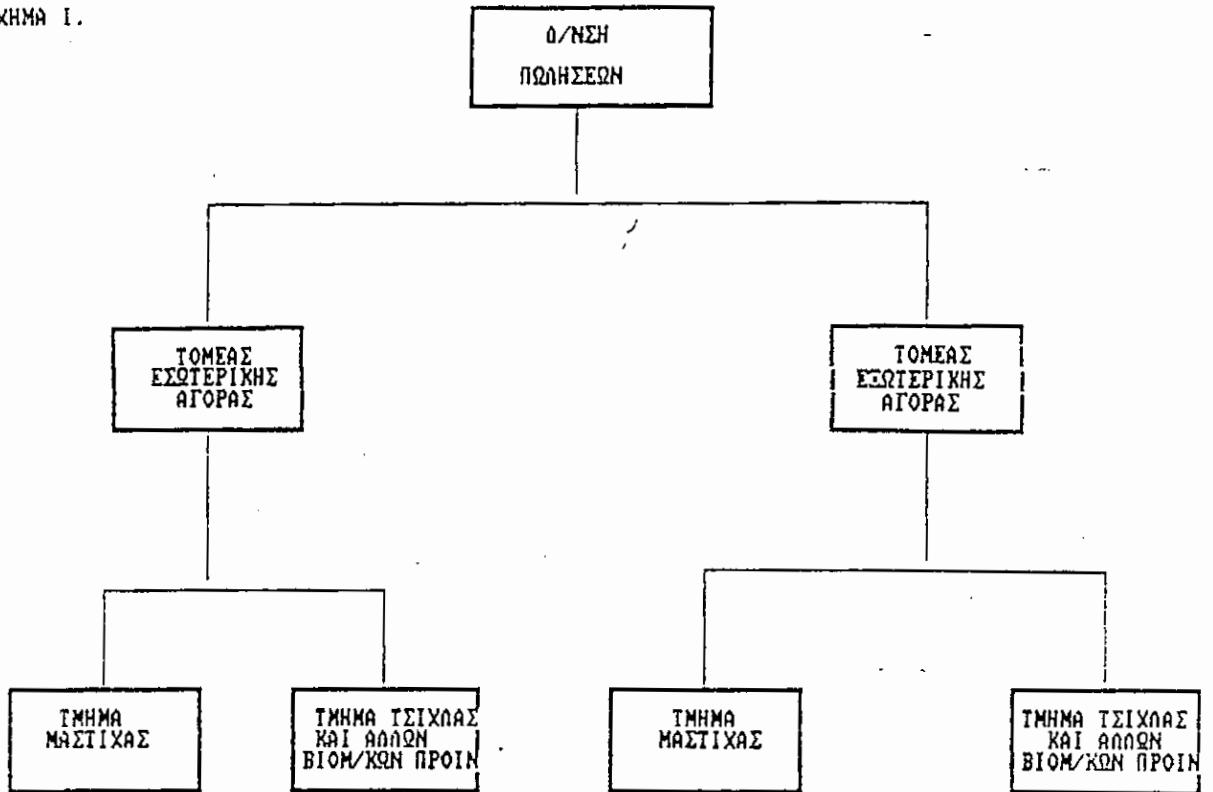 ΧΗΜΑ Ι.
Δ/ΝΣΗ
ΠΩΛΗΣΕΩΝ
ΤΟΜΕΑΣ
ΕΣΩΤΕΡΙΚΗΣ
ΑΓΟΡΑΣ
ΤΟΜΕΑΣ
ΕΞΩΤΕΡΙΚΗΣ
ΑΓΟΡΑΣ
ΤΜΗΜΑ
ΜΑΣΤΙΧΑΣ
ΤΜΗΜΑ ΤΣΙΧΛΑΣ
ΚΑΙ ΑΛΛΩΝ
ΒΙΟΜ/ΚΩΝ ΠΡΟΙΝ
ΤΜΗΜΑ
ΜΑΣΤΙΧΑΣ
ΤΜΗΜΑ ΤΣΙΧΛΑΣ
ΚΑΙ ΑΛΛΩΝ
ΒΙΟΜ/ΚΩΝ ΠΡΟΙΝ